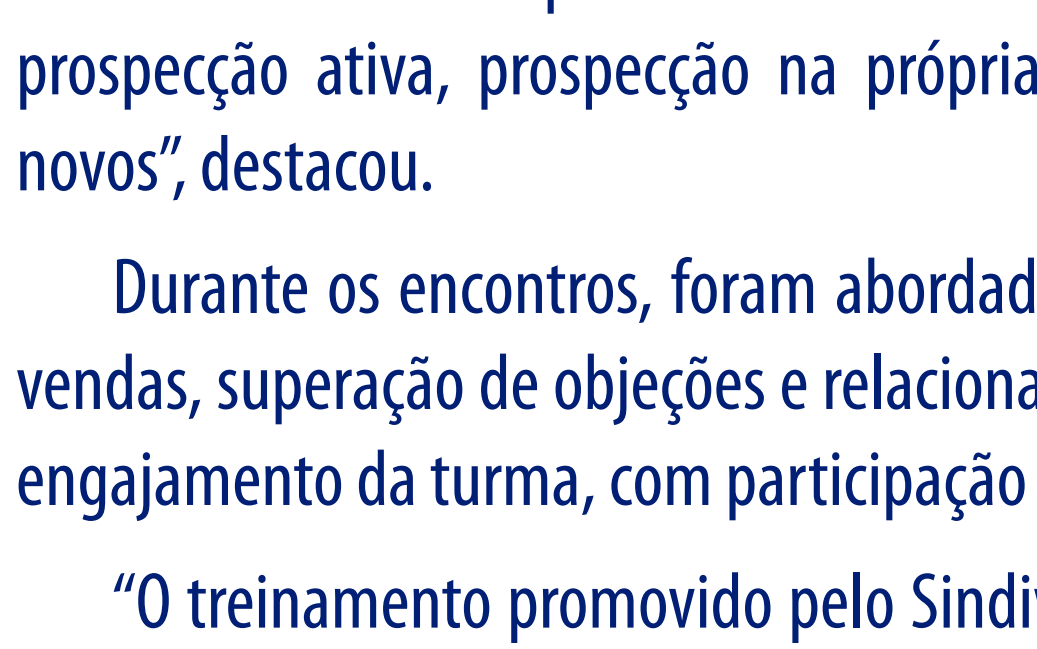 prospecção ativa, prospecção na própria
novos”, destacou.
Durante os encontros, foram abordad
vendas, superação de objeções e relaciona
engajamento da turma, com participação
“O treinamento promovido pelo Sindi